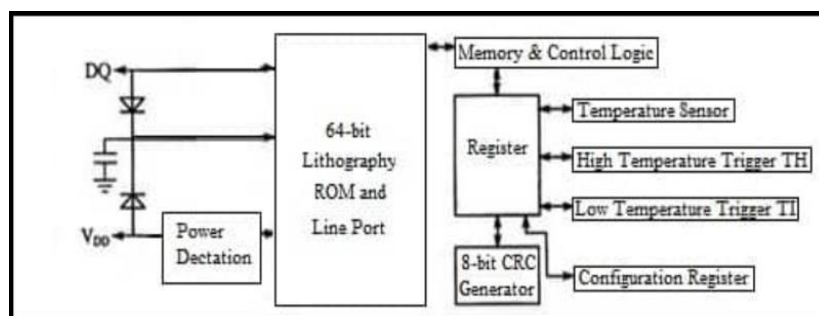 DQ
VDD
Power
Dectation
64-bit
Lithography
ROM and
Line Port
Memory & Control Logic
Register
8-bit CRC
Generator
Temperature Sensor
High Temperature Trigger TH
Low Temperature Trigger TI
Configuration Register